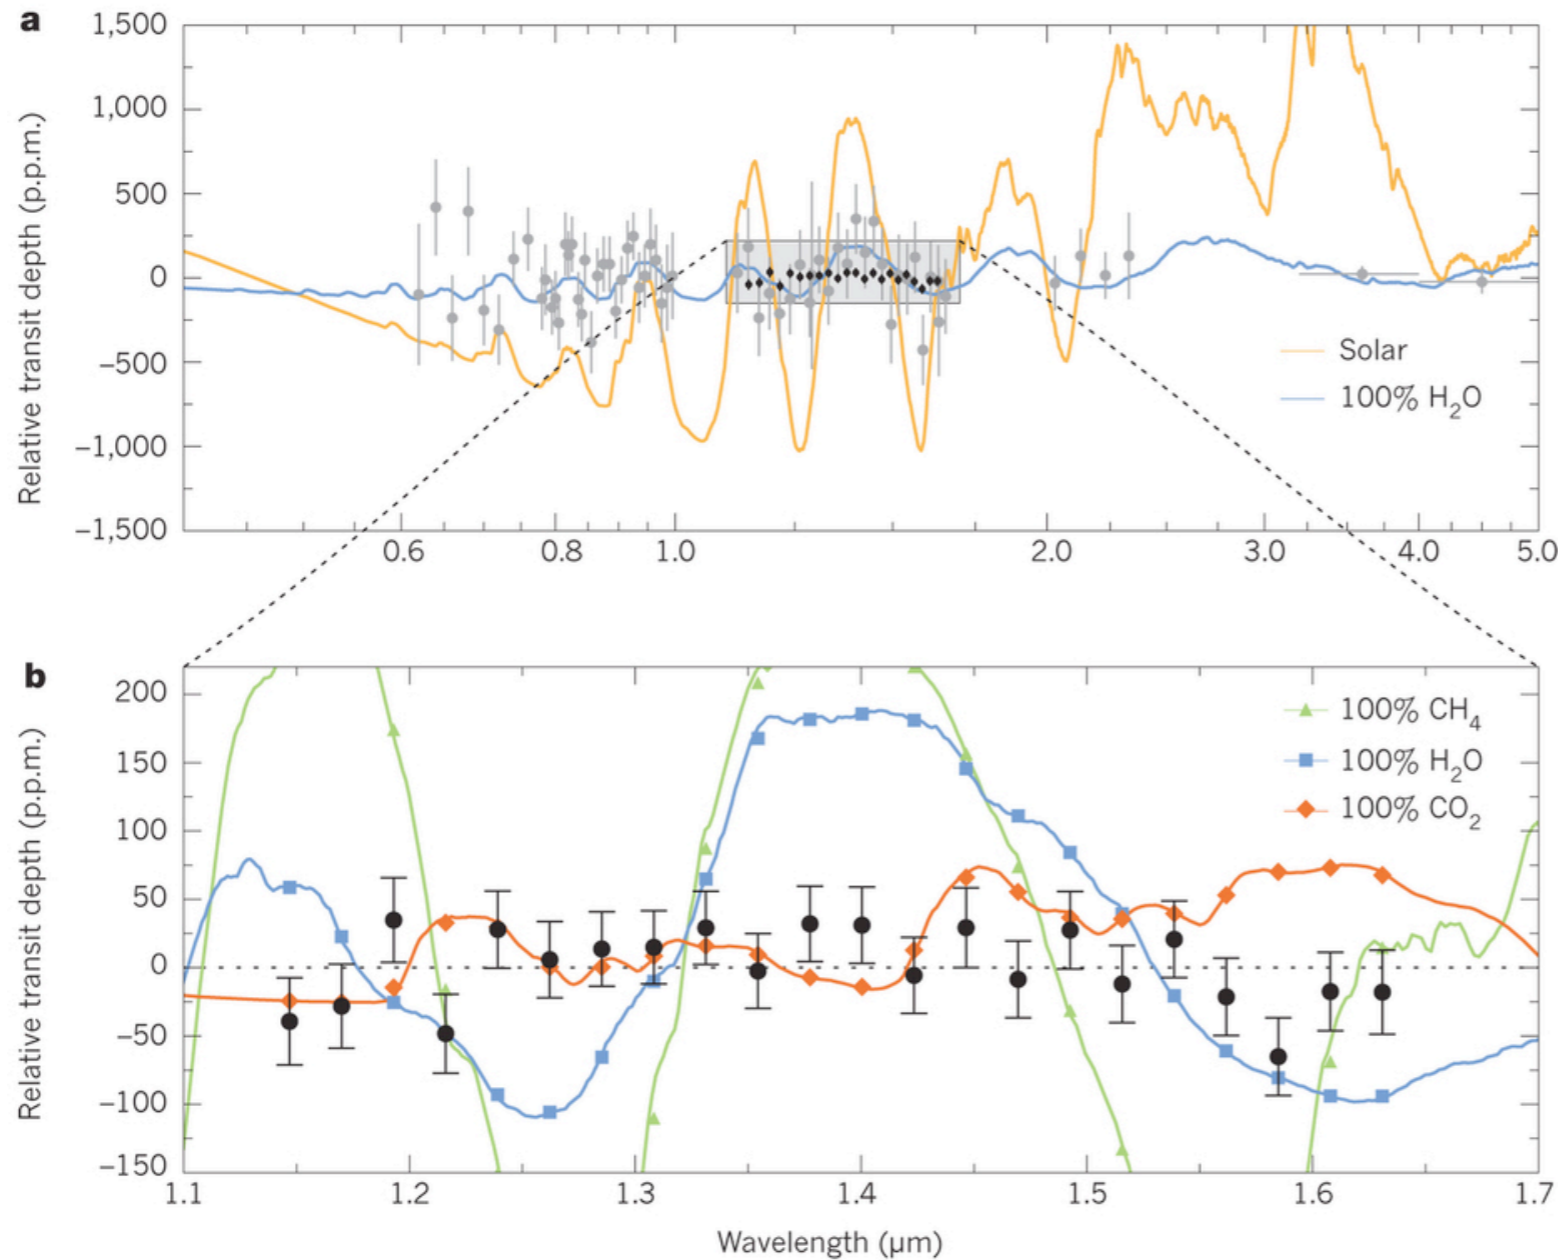 a
Relative transit depth (p.p.m.)
1,500
1,000
500
0
–500
–1,000
–1,500
Solar
100% H₂O
0.6 0.8 1.0 2.0 3.0 4.0 5.0
b
Relative transit depth (p.p.m.)
200
150
100
50
0
–50
–100
–150
100% CH₄
100% H₂O
100% CO₂
1.1 1.2 1.3 1.4 1.5 1.6 1.7
Wavelength (μm)